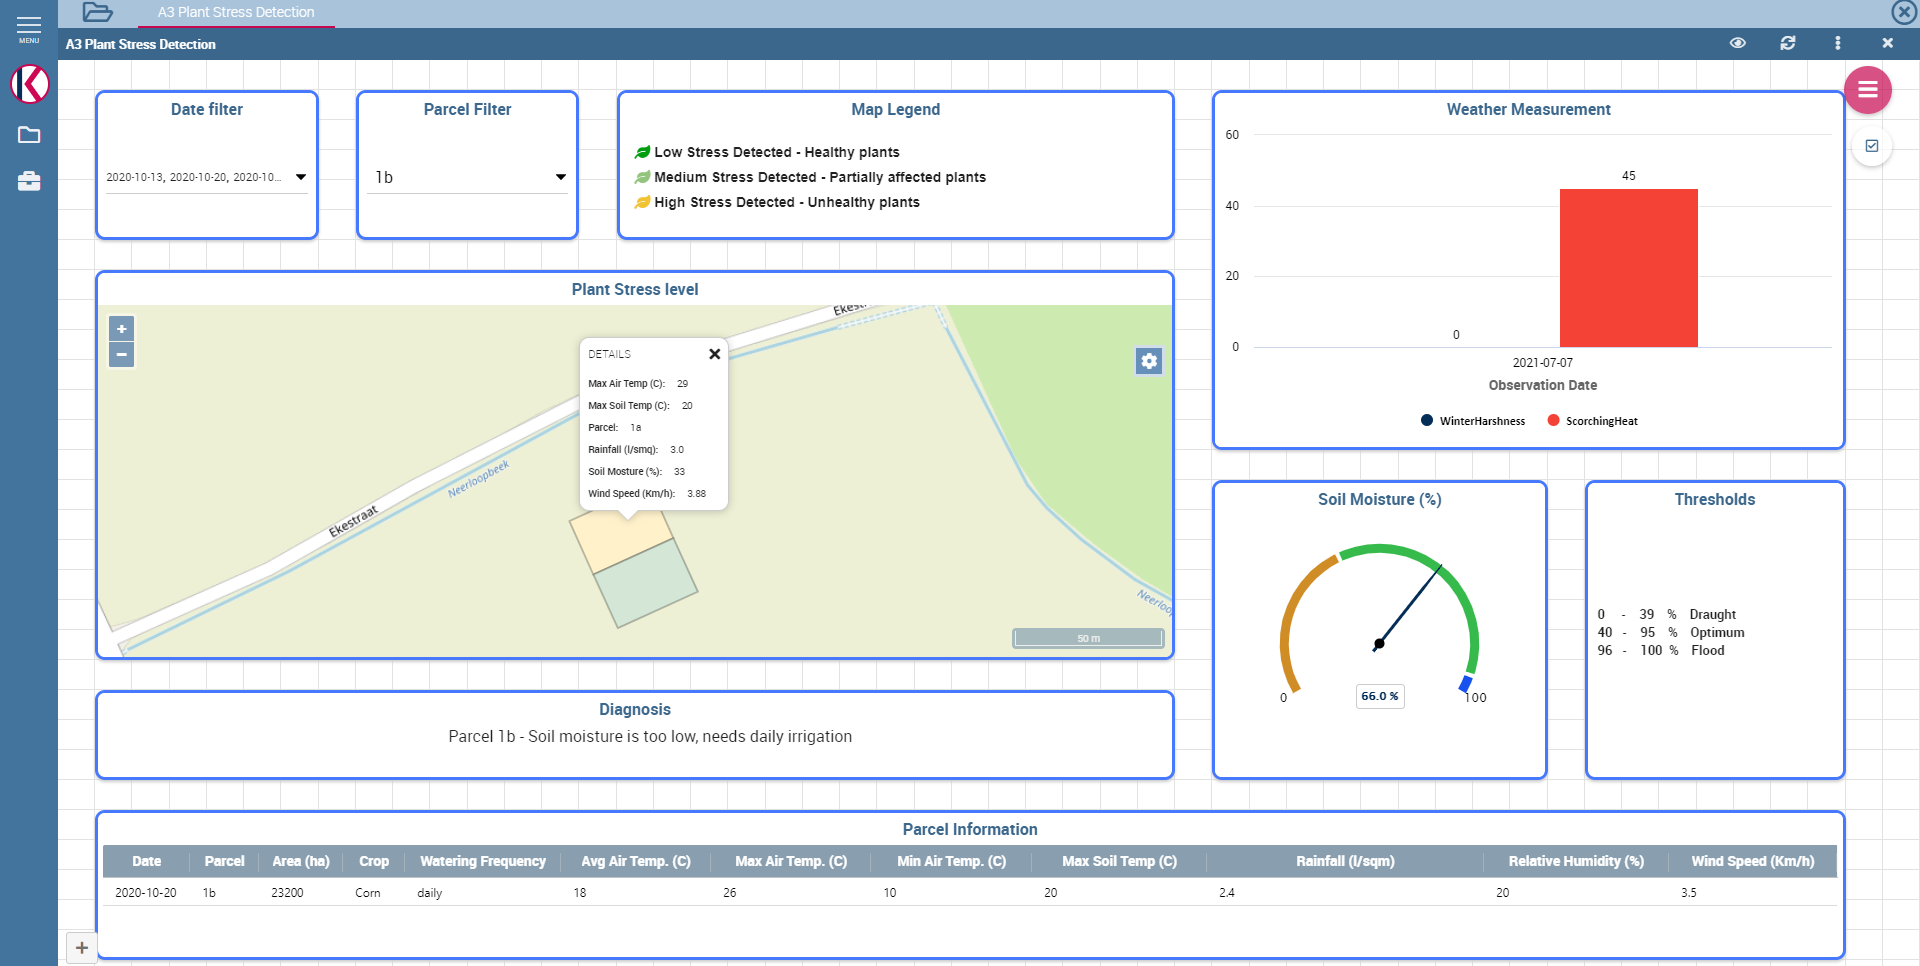 A3 Plant Stress Detection
MENU
A3 Plant Stress Detection
Date filter
2020-10-13, 2020-10-20, 2020-10...
Parcel Filter
1b
Map Legend
Low Stress Detected - Healthy plants
Medium Stress Detected - Partially affected plants
High Stress Detected - Unhealthy plants
Weather Measurement
60
40
20
0
0
45
2021-07-07
Observation Date
WinterHarshness ScorchingHeat
Plant Stress level
+
−
Ekest
Ekestraat
Neerloopbeek
Neerloop
DETAILS
Max Air Temp (C): 29
Max Soil Temp (C): 20
Parcel: 1a
Rainfall (l/smq): 3.0
Soil Mosture (%): 33
Wind Speed (Km/h): 3.88
50 m
Soil Moisture (%)
0
66.0 %
100
Thresholds
0 - 39 % Draught
40 - 95 % Optimum
96 - 100 % Flood
Diagnosis
Parcel 1b - Soil moisture is too low, needs daily irrigation
Parcel Information
Date Parcel Area (ha) Crop Watering Frequency Avg Air Temp. (C) Max Air Temp. (C) Min Air Temp. (C) Max Soil Temp (C) Rainfall (l/sqm) Relative Humidity (%) Wind Speed (Km/h)
2020-10-20 1b 23200 Corn daily 18 26 10 20 2.4 20 3.5
+